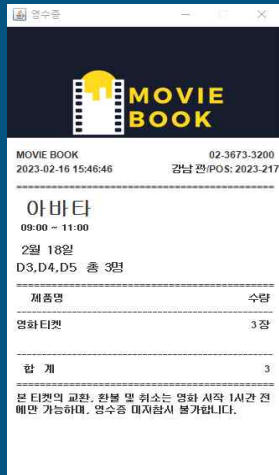 영수증
MOVIE
BOOK
MOVIE BOOK 02-3673-3200
2023-02-16 15:46:46 강남 관/POS: 2023-217
아바타
09:00 ~ 11:00
2월 18일
D3,D4,D5 총 3명
제품명 수량
영화티켓 3장
합 계 3
본 티켓의 교환, 환불 및 취소는 영화 시작 1시간 전
에만 가능하며, 영수증 미지참시 불가합니다.